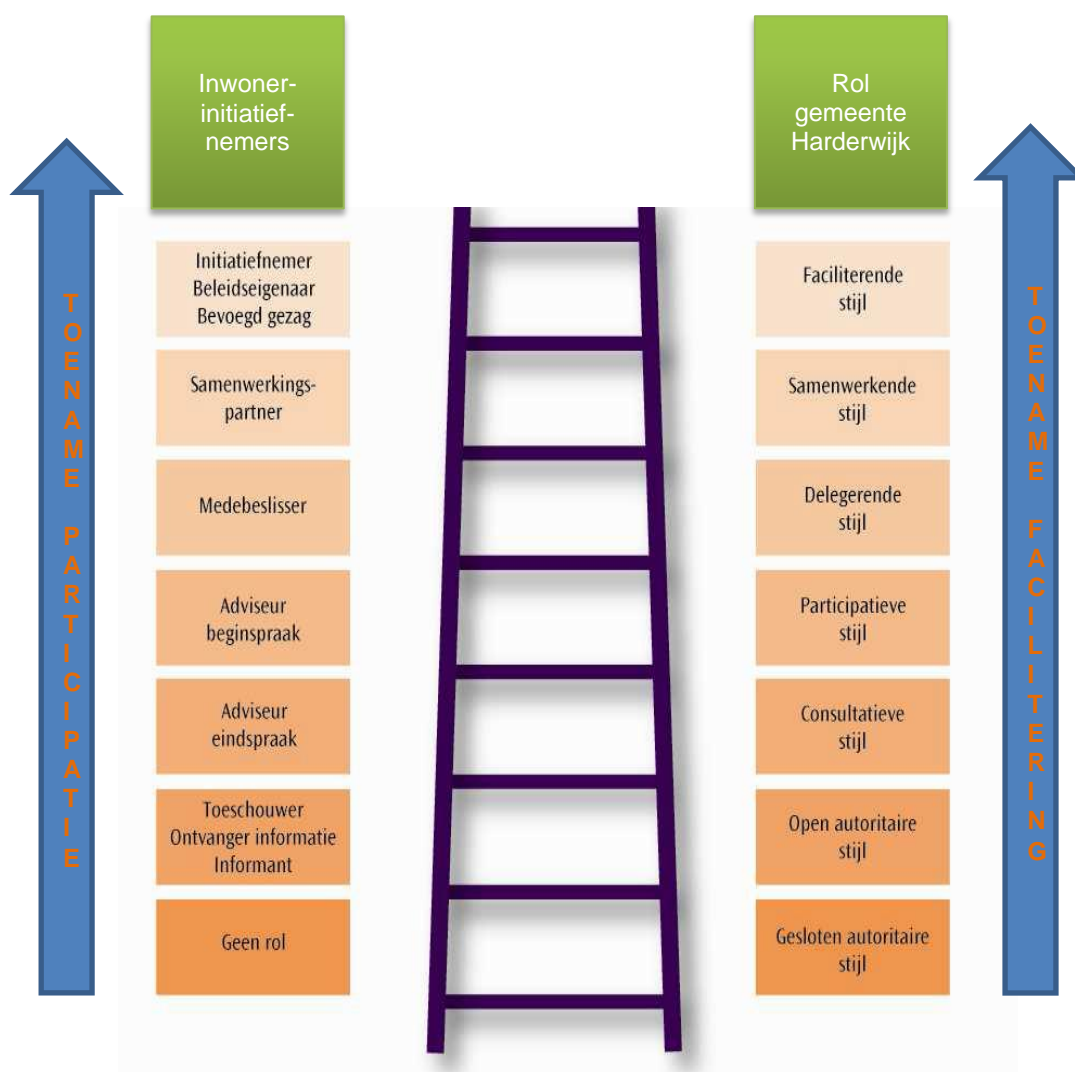 Inwoner-
initiatief-
nemers
Rol
gemeente
Harderwijk
TOENAME PARTICIPATIE
Initiatiefnemer
Beleidseigenaar
Bevoegd gezag
Faciliterende
stijl
Samenwerkings-
partner
Samenwerkende
stijl
Medebeslisser
Delegerende
stijl
Adviseur
beginspraak
Participatieve
stijl
Adviseur
eindspraak
Consultatieve
stijl
Toeschouwer
Ontvanger informatie
Informant
Open autoritaire
stijl
Geen rol
Gesloten autoritaire
stijl
TOENAME FACILITERING